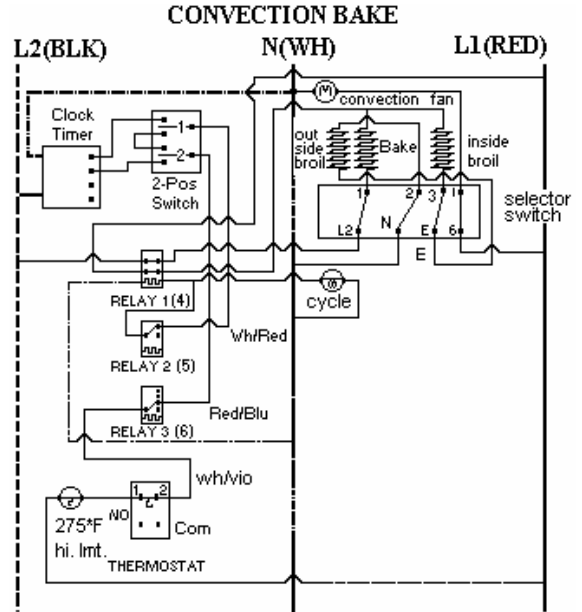 CONVECTION BAKE
L2(BLK)
N(WH)
L1(RED)
Clock
Timer
1
2
2-Pos
Switch
M
convection fan
out
side
broil
Bake
inside
broil
1 2 3 I
L2 N E 6
E
selector
switch
RELAY 1 (4)
cycle
Wh/Red
RELAY 2 (5)
Red/Blu
RELAY 3 (6)
wh/vio
1 2
NO
Com
275*F
hi. lmt.
THERMOSTAT